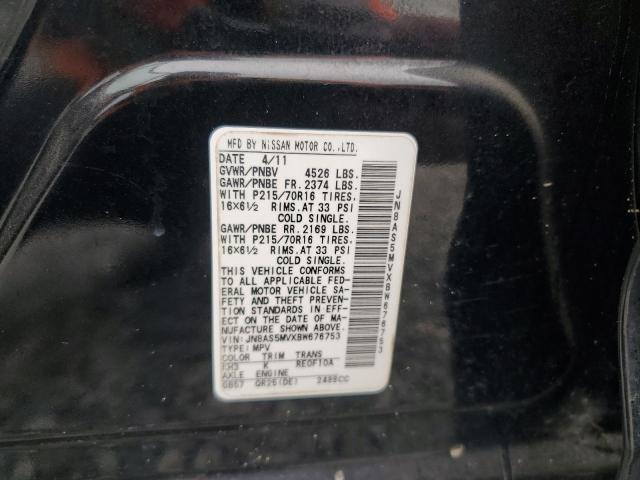 MFD BY NISSAN MOTOR CO.,LTD.
DATE 4/11
GVWR/PNBV 4526 LBS.
GAWR/PNBE FR. 2374 LBS.
WITH P215/70R16 TIRES,
16X6½ RIMS.AT 33 PSI
COLD SINGLE.
GAWR/PNBE RR. 2169 LBS.
WITH P215/70R16 TIRES,
16X6½ RIMS.AT 33 PSI
COLD SINGLE.
THIS VEHICLE CONFORMS
TO ALL APPLICABLE FED-
ERAL MOTOR VEHICLE SA-
FETY AND THEFT PREVEN-
TION STANDARDS IN EFF-
ECT ON THE DATE OF MA-
NUFACTURE SHOWN ABOVE.
VIN:JN8AS5MVXBW676753
TYPE:MPV
COLOR TRIM TRANS
KH3 K RE0F10A
AXLE ENGINE
GB57 QR25(DE) 2488CC
JN8AS5MVXBW676753